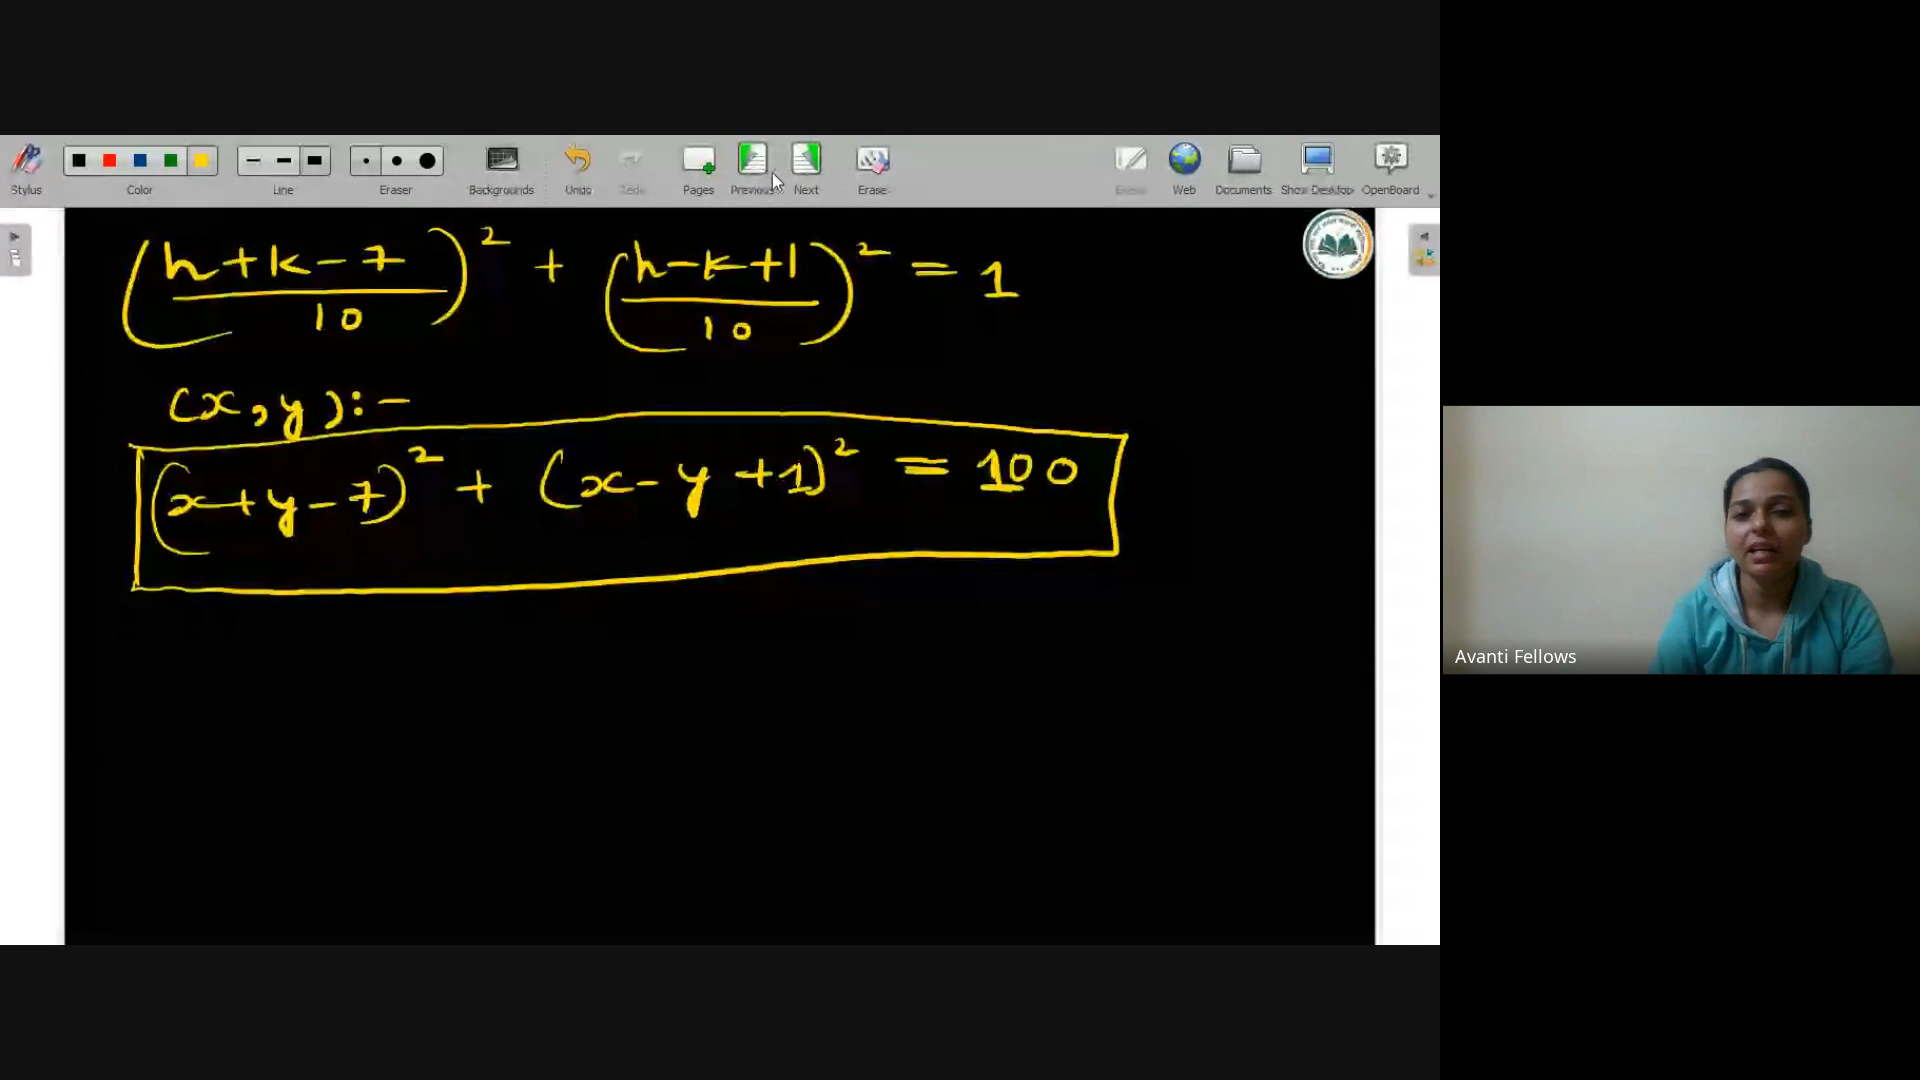 Stylus Color Line Eraser Backgrounds Undo Redo Pages Previous Next Erase Web Documents Show Desktop OpenBoard
((h+k-7)/10)² + ((h-k+1)/10)² = 1
(x,y):-
(x+y-7)² + (x-y+1)² = 100
Avanti Fellows